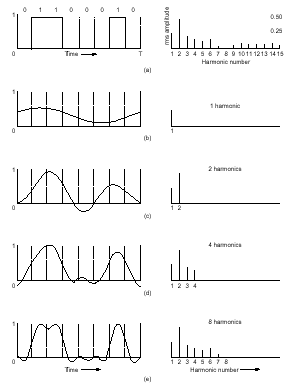 0 1 1 0 0 0 1 0
1
0
Time
T
(a)
rms amplitude
0.50
0.25
1 2 3 4 5 6 7 8 9 10 11 12 13 14 15
Harmonic number
1
0
(b)
1 harmonic
1
1
0
(c)
2 harmonics
1 2
1
0
(d)
4 harmonics
1 2 3 4
1
0
Time
(e)
8 harmonics
1 2 3 4 5 6 7 8
Harmonic number